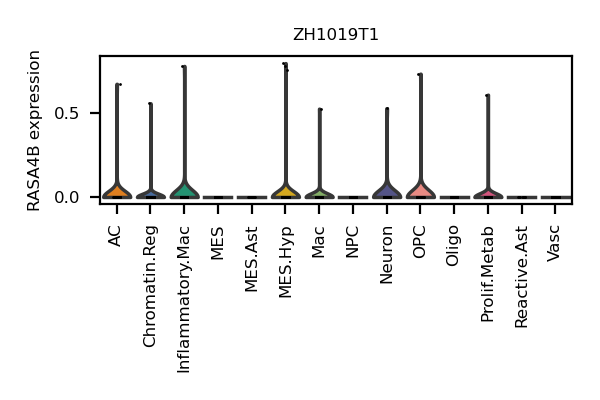 ZH1019T1
RASA4B expression
0.5
0.0
AC
Chromatin.Reg
Inflammatory.Mac
MES
MES.Ast
MES.Hyp
Mac
NPC
Neuron
OPC
Oligo
Prolif.Metab
Reactive.Ast
Vasc